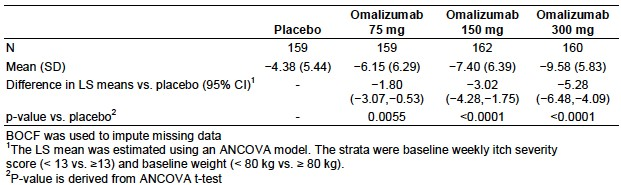 Placebo Omalizumab 75 mg Omalizumab 150 mg Omalizumab 300 mg
N 159 159 162 160
Mean (SD) −4.38 (5.44) −6.15 (6.29) −7.40 (6.39) −9.58 (5.83)
Difference in LS means vs. placebo (95% CI)1 - −1.80 (−3.07,−0.53) −3.02 (−4.28,−1.75) −5.28 (−6.48,−4.09)
p-value vs. placebo2 - 0.0055 <0.0001 <0.0001
BOCF was used to impute missing data
1The LS mean was estimated using an ANCOVA model. The strata were baseline weekly itch severity
score (< 13 vs. ≥13) and baseline weight (< 80 kg vs. ≥ 80 kg).
2P-value is derived from ANCOVA t-test